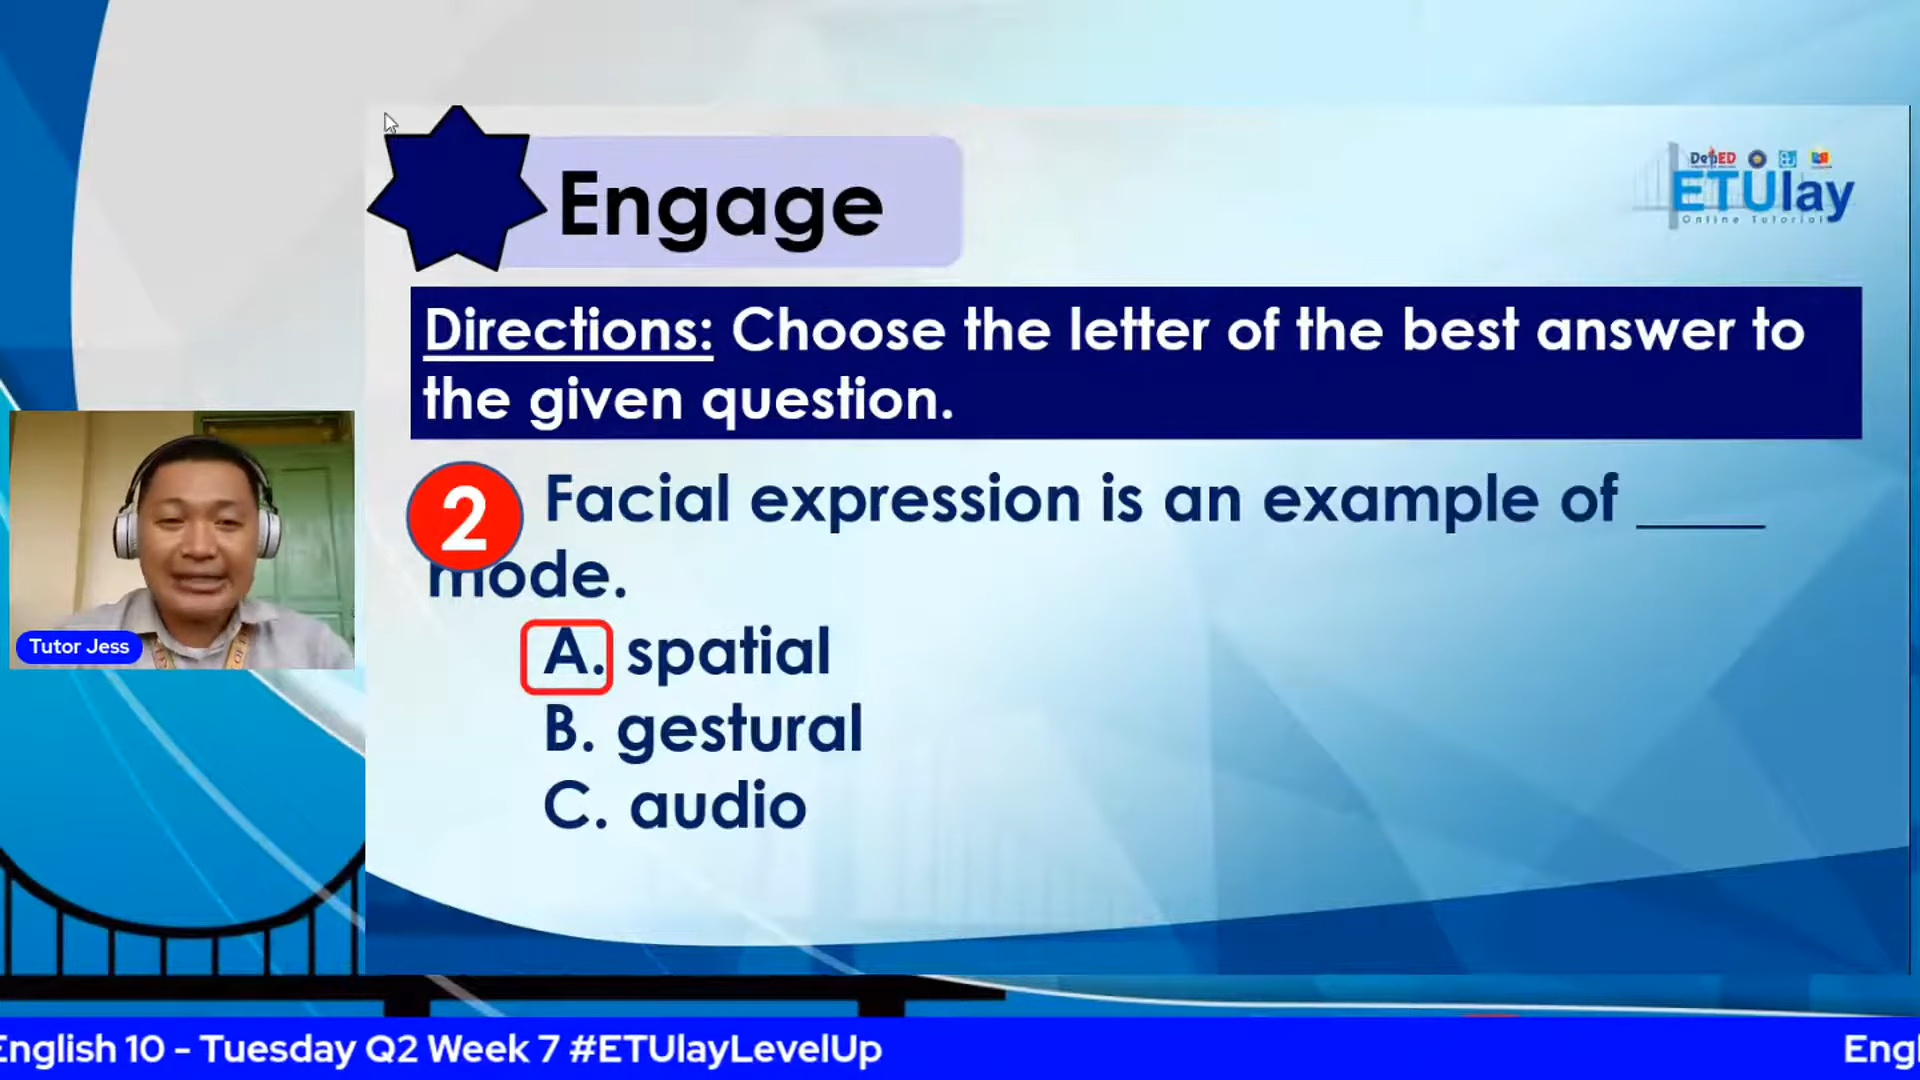 Engage
DepED
ETUlay
Online Tutorial
Directions: Choose the letter of the best answer to
the given question.
2 Facial expression is an example of ____
mode.
A. spatial
B. gestural
C. audio
Tutor Jess
English 10 - Tuesday Q2 Week 7 #ETUlayLevelUp
Engl